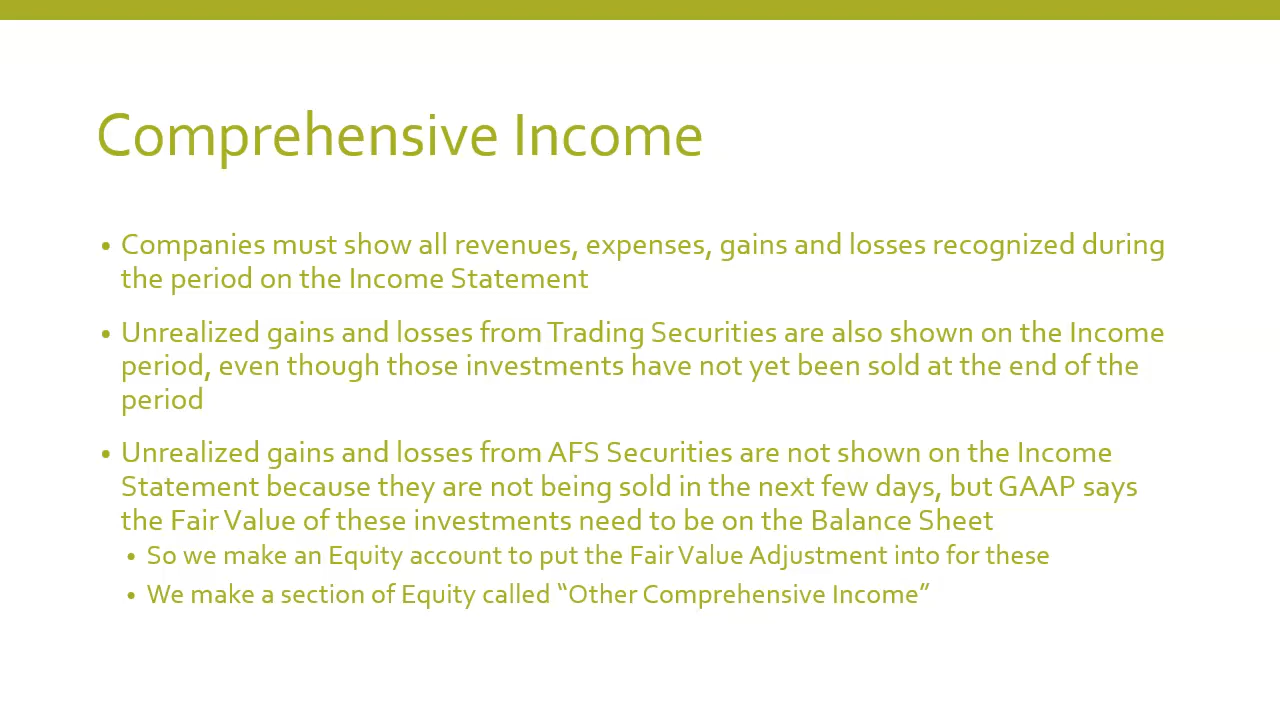 Comprehensive Income
• Companies must show all revenues, expenses, gains and losses recognized during
the period on the Income Statement
• Unrealized gains and losses from Trading Securities are also shown on the Income
period, even though those investments have not yet been sold at the end of the
period
• Unrealized gains and losses from AFS Securities are not shown on the Income
Statement because they are not being sold in the next few days, but GAAP says
the Fair Value of these investments need to be on the Balance Sheet
• So we make an Equity account to put the Fair Value Adjustment into for these
• We make a section of Equity called “Other Comprehensive Income”